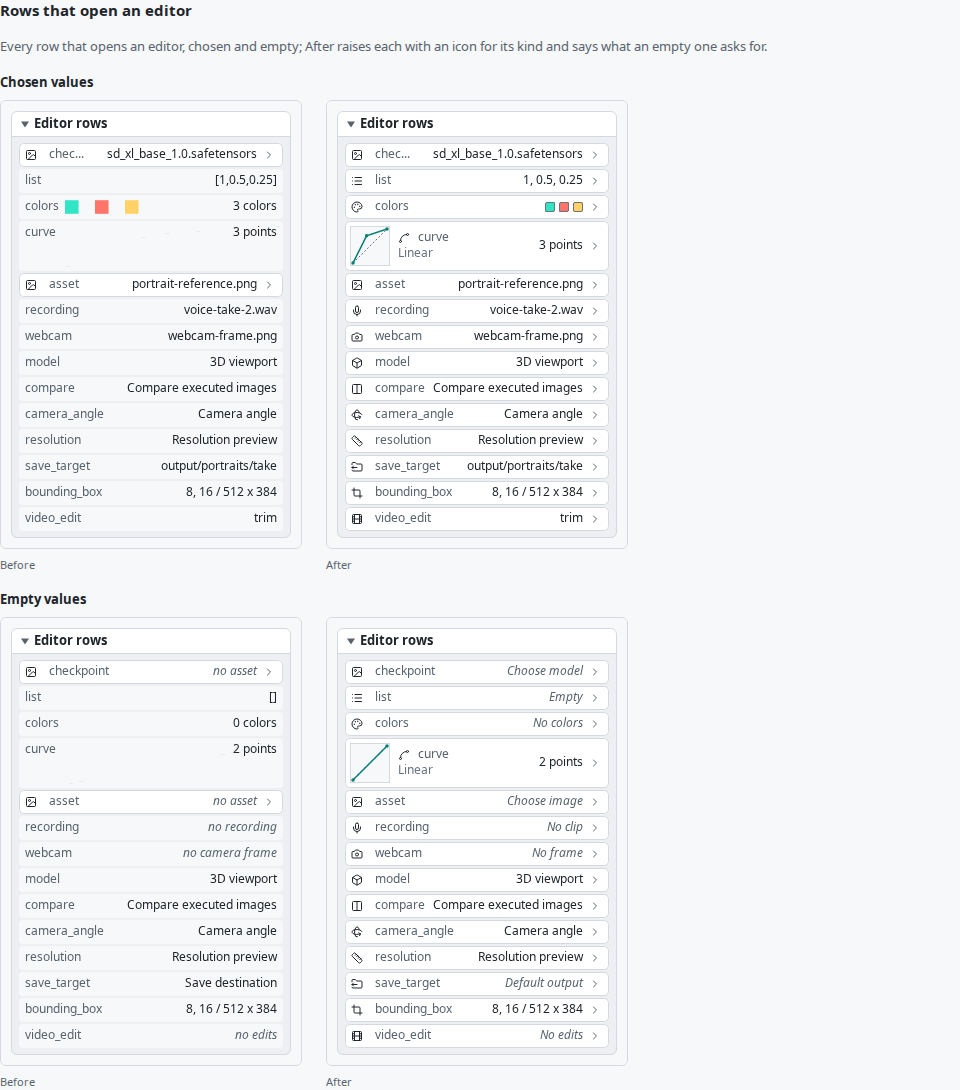 Rows that open an editor
Every row that opens an editor, chosen and empty; After raises each with an icon for its kind and says what an empty one asks for.
Chosen values
Editor rows
chec... sd_xl_base_1.0.safetensors
list [1,0.5,0.25]
colors 3 colors
curve 3 points
asset portrait-reference.png
recording voice-take-2.wav
webcam webcam-frame.png
model 3D viewport
compare Compare executed images
camera_angle Camera angle
resolution Resolution preview
save_target output/portraits/take
bounding_box 8, 16 / 512 x 384
video_edit trim
Before
Editor rows
chec... sd_xl_base_1.0.safetensors
list 1, 0.5, 0.25
colors
curve
Linear
3 points
asset portrait-reference.png
recording voice-take-2.wav
webcam webcam-frame.png
model 3D viewport
compare Compare executed images
camera_angle Camera angle
resolution Resolution preview
save_target output/portraits/take
bounding_box 8, 16 / 512 x 384
video_edit trim
After
Empty values
Editor rows
checkpoint no asset
list []
colors 0 colors
curve 2 points
asset no asset
recording no recording
webcam no camera frame
model 3D viewport
compare Compare executed images
camera_angle Camera angle
resolution Resolution preview
save_target Save destination
bounding_box 8, 16 / 512 x 384
video_edit no edits
Before
Editor rows
checkpoint Choose model
list Empty
colors No colors
curve
Linear
2 points
asset Choose image
recording No clip
webcam No frame
model 3D viewport
compare Compare executed images
camera_angle Camera angle
resolution Resolution preview
save_target Default output
bounding_box 8, 16 / 512 x 384
video_edit No edits
After